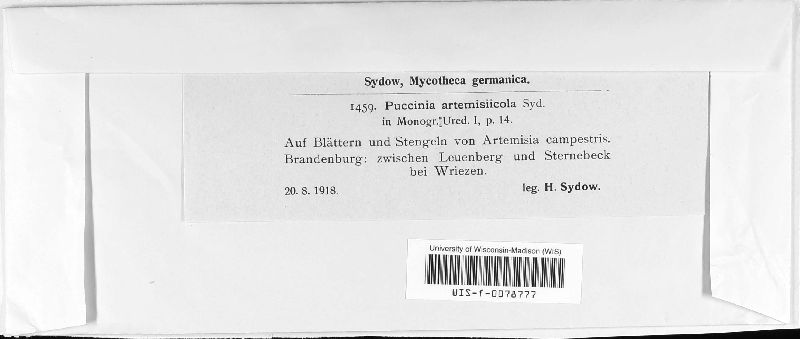 Sydow, Mycotheca germanica.
1459. Puccinia artemisiicola Syd.
in Monogr. Ured. I, p. 14.
Auf Blättern und Stengeln von Artemisia campestris.
Brandenburg: zwischen Leuenberg und Sternebeck
bei Wriezen.
20. 8. 1918. leg. H. Sydow.
University of Wisconsin-Madison (WIS)
WIS-f-0078777